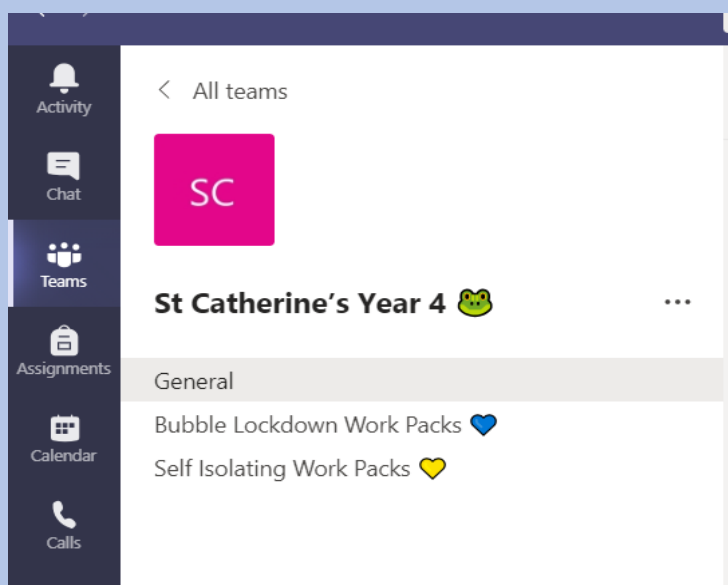 Activity
Chat
Teams
Assignments
Calendar
Calls
All teams
SC
St Catherine’s Year 4 🐸
General
Bubble Lockdown Work Packs 💙
Self Isolating Work Packs 💛